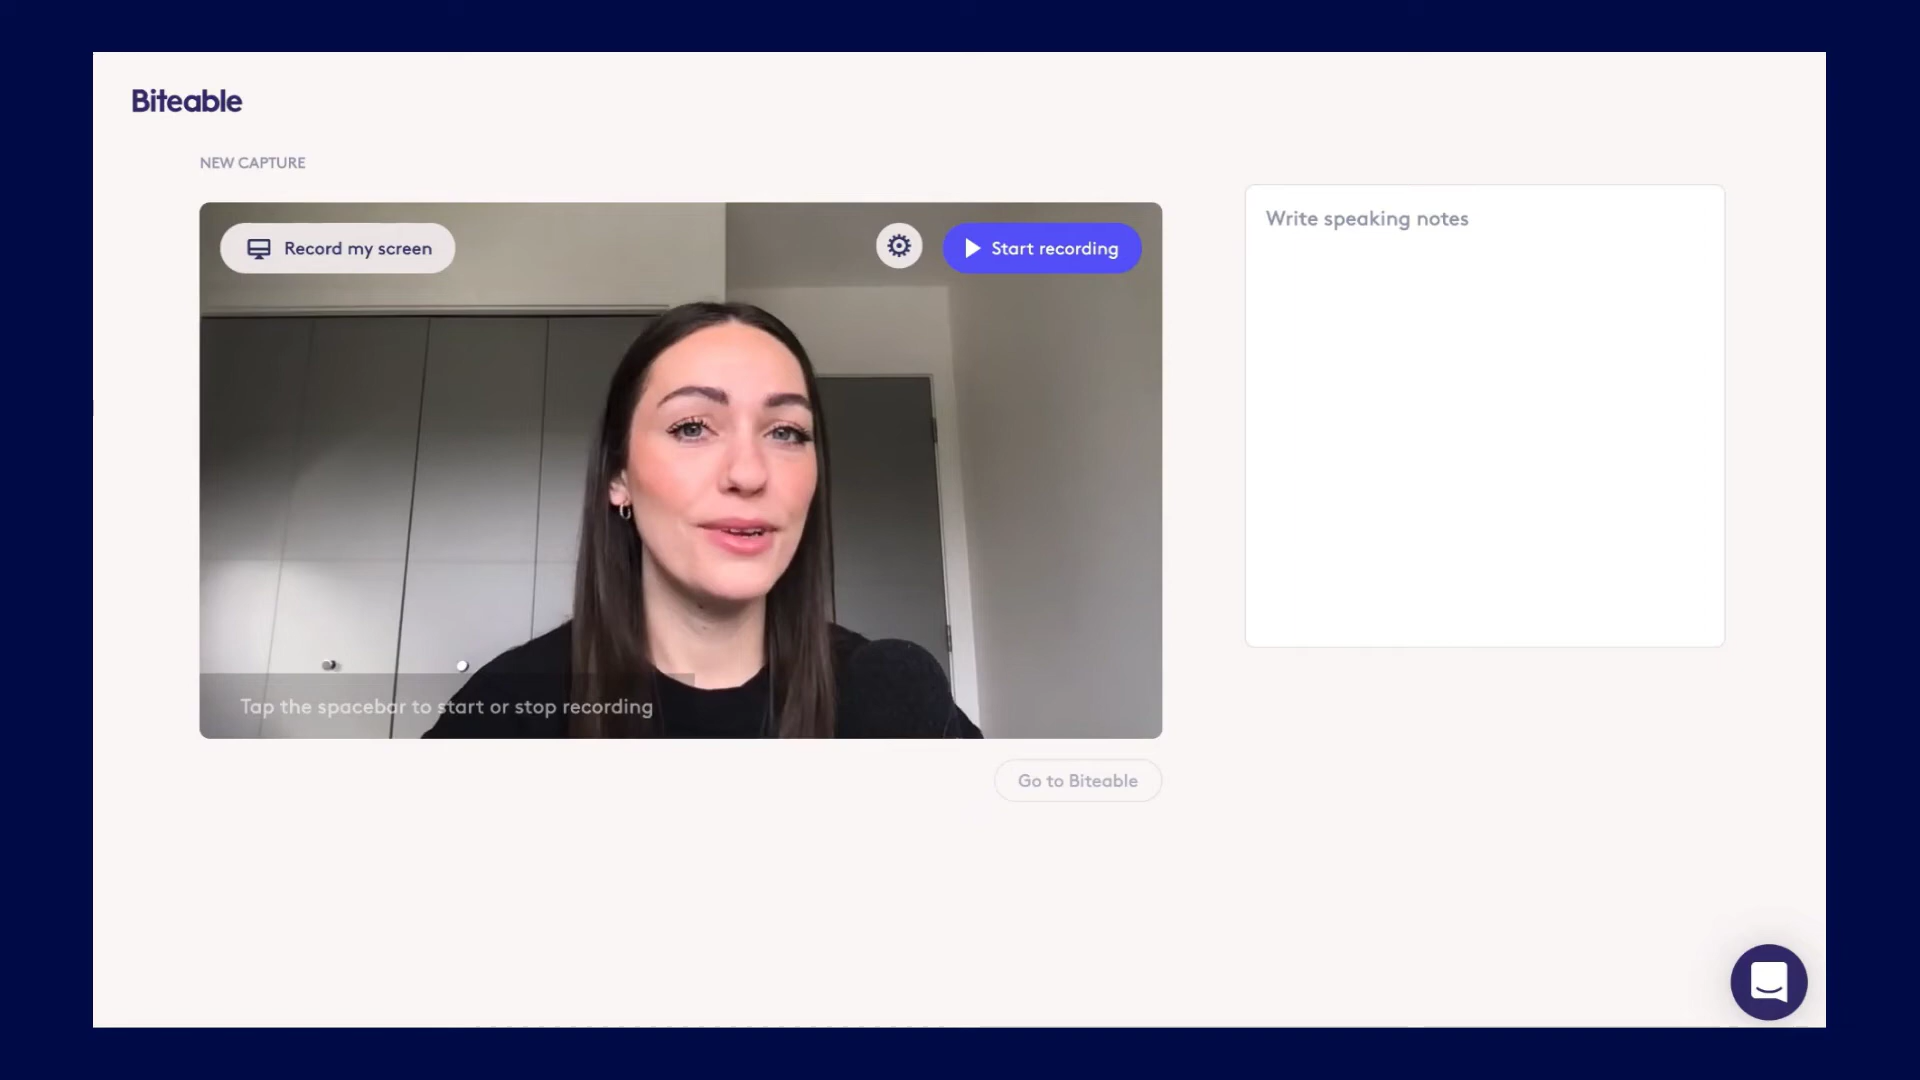 Biteable
NEW CAPTURE
Record my screen
Start recording
Write speaking notes
Tap the spacebar to start or stop recording
Go to Biteable